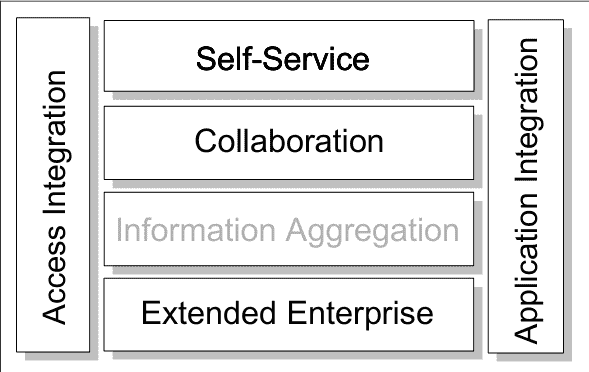 Access Integration
Self-Service
Collaboration
Information Aggregation
Extended Enterprise
Application Integration